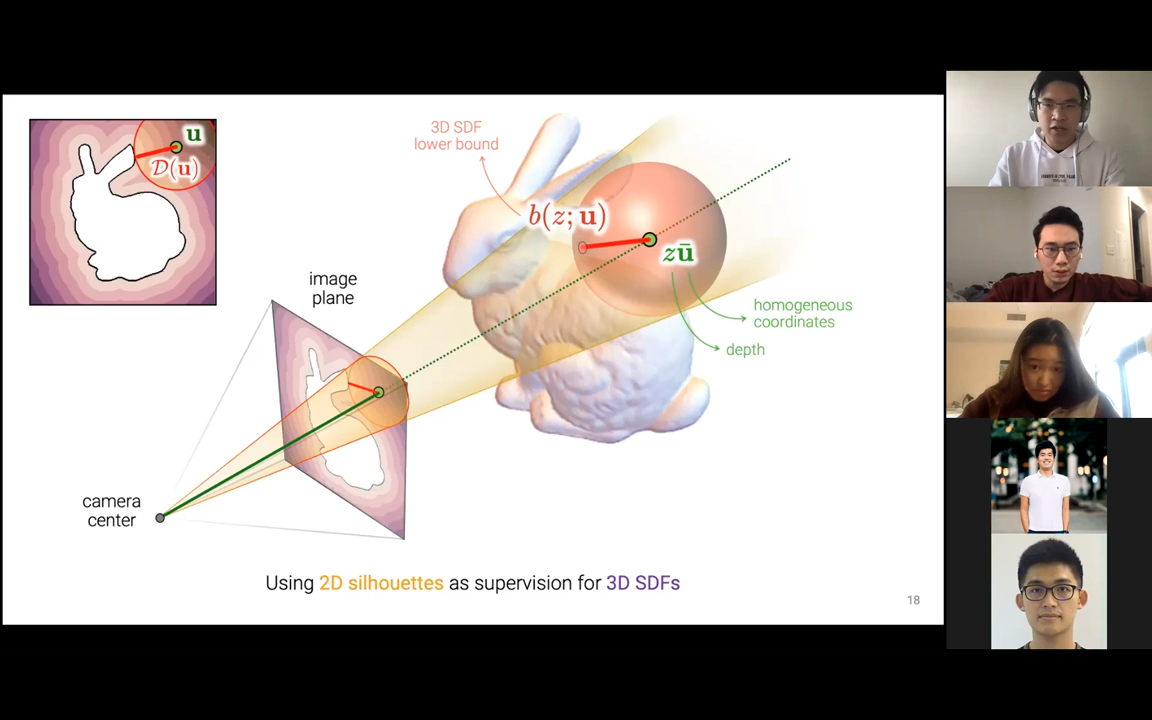 u
D(u)
3D SDF
lower bound
b(z; u)
zū
image
plane
homogeneous
coordinates
depth
camera
center
Using 2D silhouettes as supervision for 3D SDFs
18